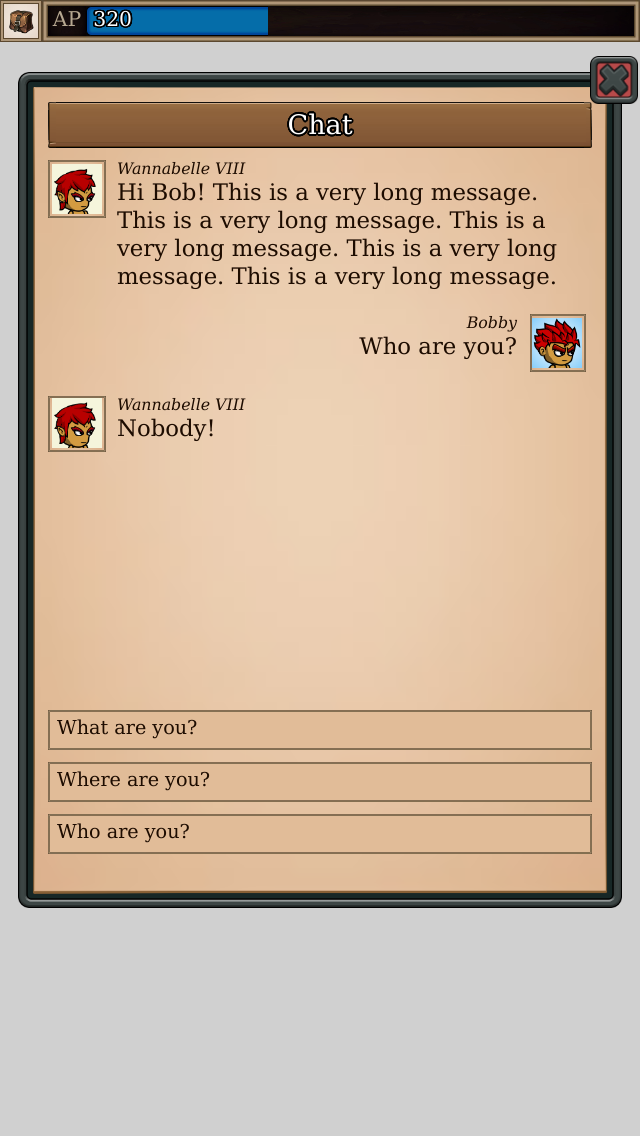 AP 320
Chat
Wannabelle VIII
Hi Bob! This is a very long message.
This is a very long message. This is a
very long message. This is a very long
message. This is a very long message.
Bobby
Who are you?
Wannabelle VIII
Nobody!
What are you?
Where are you?
Who are you?